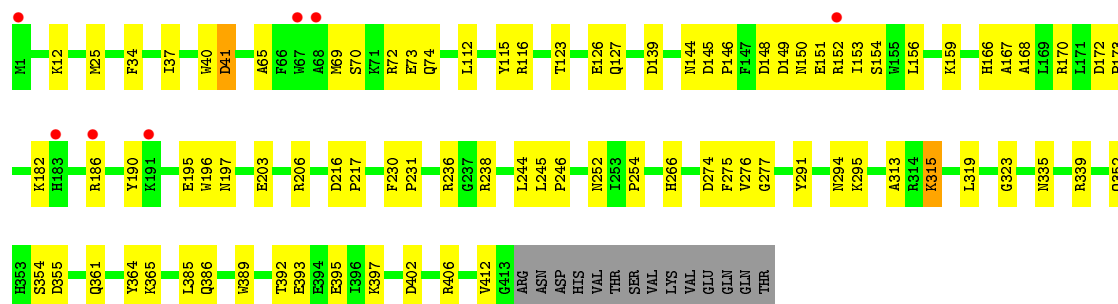 M1 K12 M25 F34 I37 W40 D41 A65 F66 W67 A68 M69 S70 K71 R72 E73 Q74 L112 Y115 R116 T123 E126 Q127 D139 N144 D145 P146 F147 D148 D149 N150 E151 R152 I153 S154 W155 L156 K159 H166 A167 A168 L169 R170 L171 D172 P173
K182 H183 R186 Y190 K191 E195 W196 N197 E203 R206 D216 P217 F230 P231 R236 G237 R238 L244 L245 P246 N252 I253 P254 H266 D274 F275 V276 G277 Y291 N294 K295 A313 R314 K315 L319 G323 N335 R339
H353 S354 D355 Q361 Y364 K365 L385 Q386 W389 T392 E393 E394 E395 I396 K397 D402 R406 V412 G413 ARG ASN ASP HIS VAL THR SER VAL LYS VAL GLU GLN GLN THR